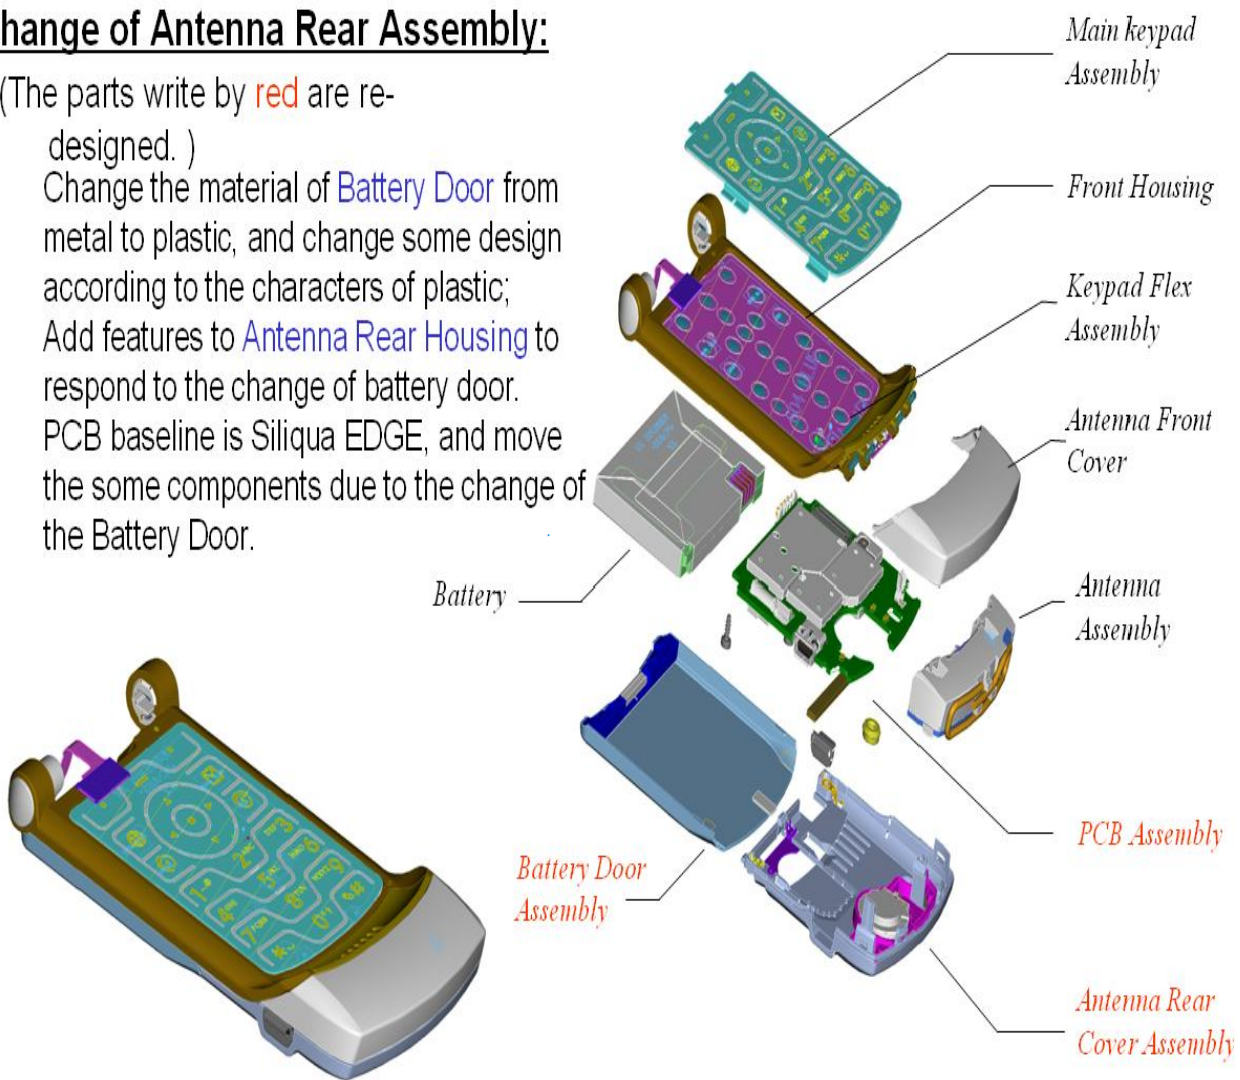 hange of Antenna Rear Assembly:
(The parts write by red are re-
designed. )
Change the material of Battery Door from
metal to plastic, and change some design
according to the characters of plastic;
Add features to Antenna Rear Housing to
respond to the change of battery door.
PCB baseline is Siliqua EDGE, and move
the some components due to the change of
the Battery Door.
Main keypad
Assembly
Front Housing
Keypad Flex
Assembly
Antenna Front
Cover
Battery
Antenna
Assembly
PCB Assembly
Battery Door
Assembly
Antenna Rear
Cover Assembly